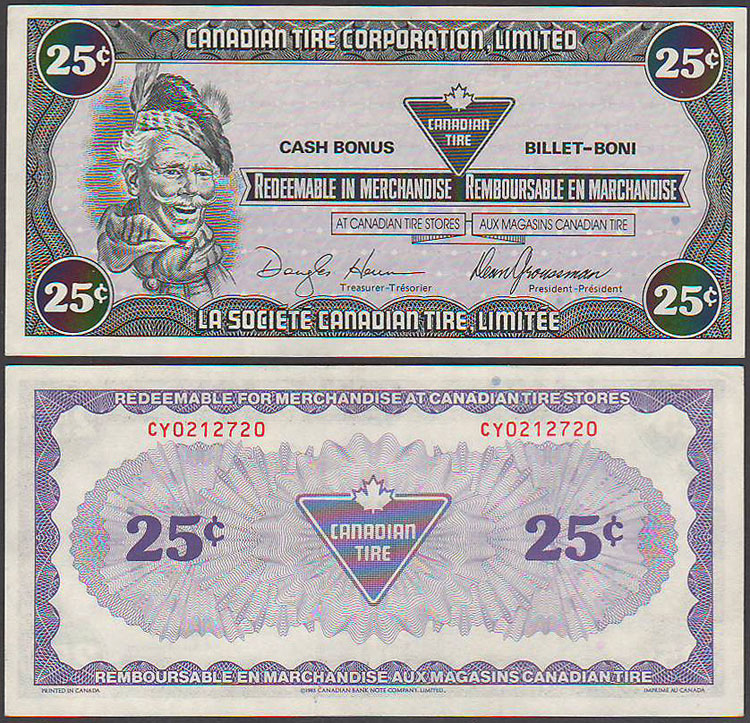 CANADIAN TIRE CORPORATION, LIMITED
25¢ 25¢
CANADIAN
TIRE
CASH BONUS BILLET-BONI
REDEEMABLE IN MERCHANDISE REMBOURSABLE EN MARCHANDISE
AT CANADIAN TIRE STORES AUX MAGASINS CANADIAN TIRE
Treasurer-Trésorier President-Président
25¢ 25¢
LA SOCIÉTÉ CANADIAN TIRE, LIMITÉE
REDEEMABLE FOR MERCHANDISE AT CANADIAN TIRE STORES
CY0212720 CY0212720
25¢ CANADIAN 25¢
TIRE
REMBOURSABLE EN MARCHANDISE AUX MAGASINS CANADIAN TIRE
PRINTED IN CANADA ©1985 CANADIAN BANK NOTE COMPANY, LIMITED. IMPRIMÉ AU CANADA